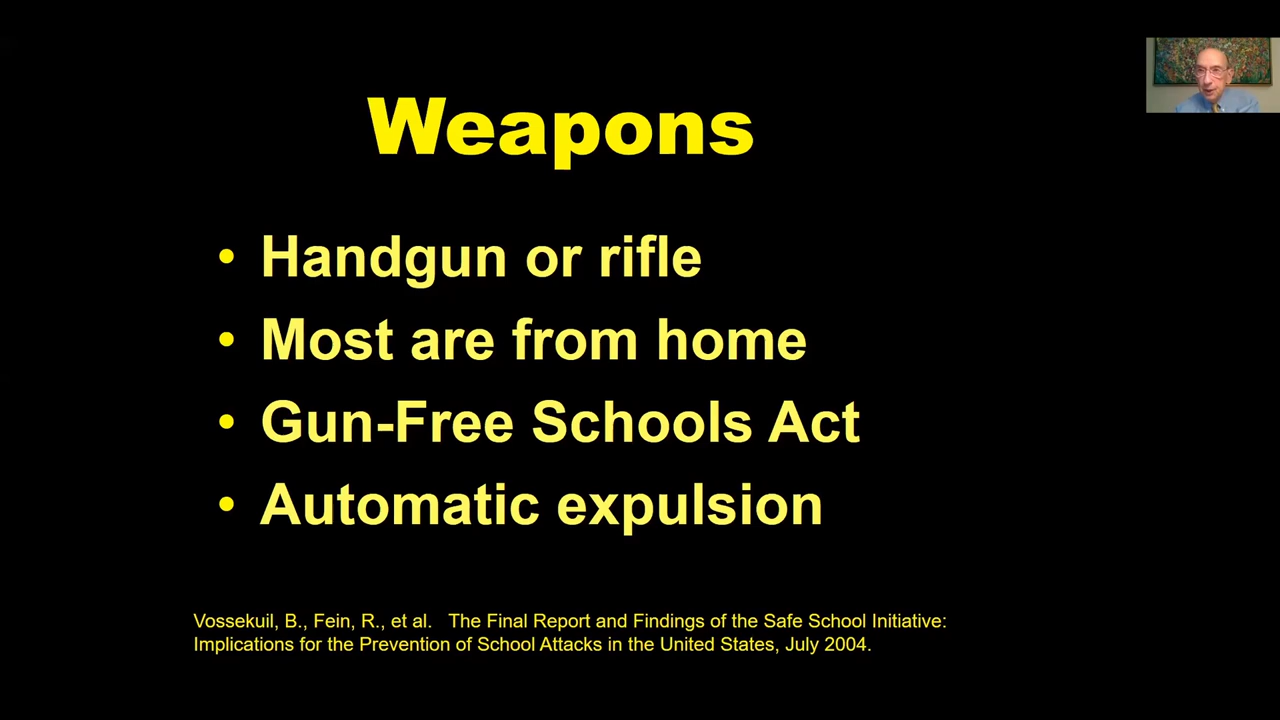 Weapons
• Handgun or rifle
• Most are from home
• Gun-Free Schools Act
• Automatic expulsion
Vossekuil, B., Fein, R., et al. The Final Report and Findings of the Safe School Initiative:
Implications for the Prevention of School Attacks in the United States, July 2004.